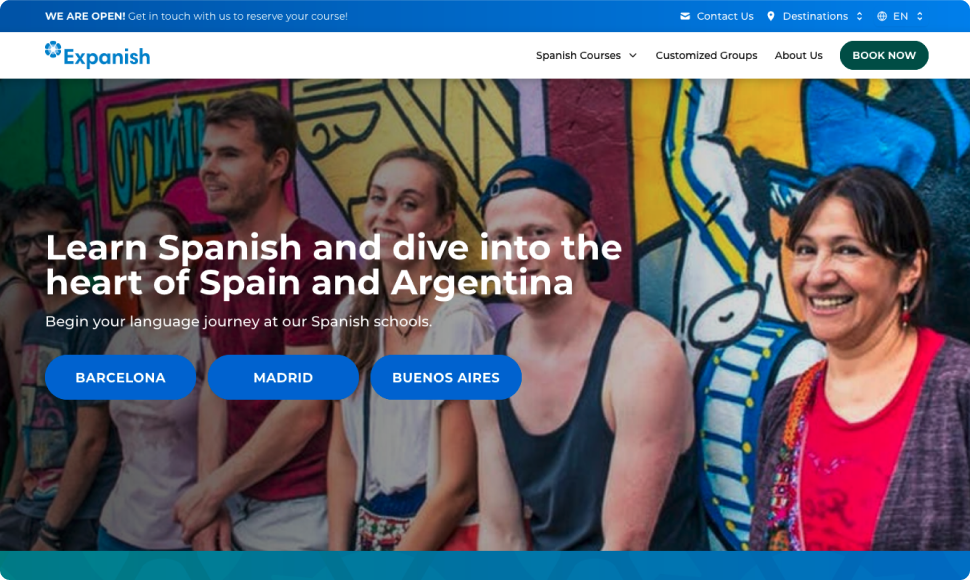 WE ARE OPEN! Get in touch with us to reserve your course!
Contact Us
Destinations
EN
Expanish
Spanish Courses
Customized Groups
About Us
BOOK NOW
Learn Spanish and dive into the
heart of Spain and Argentina
Begin your language journey at our Spanish schools.
BARCELONA
MADRID
BUENOS AIRES